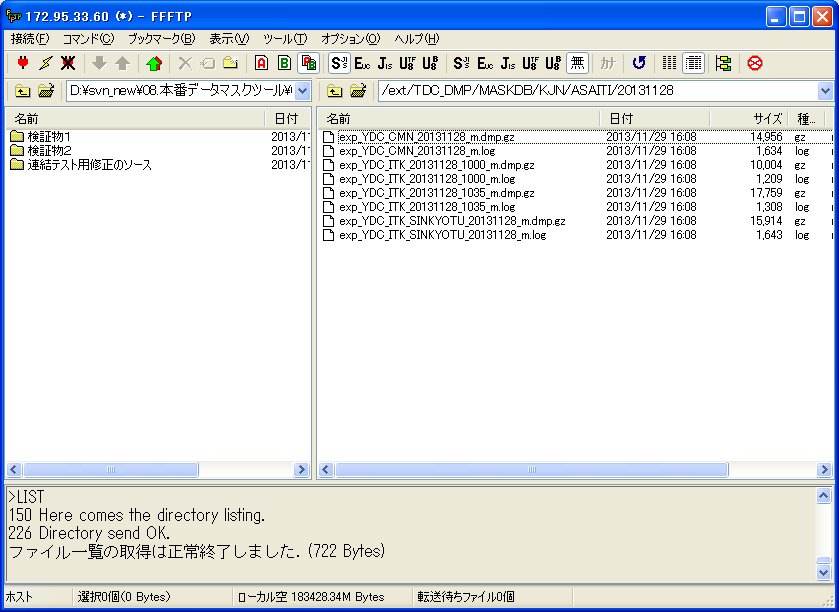 172.95.33.60 (*) - FFFTP
接続(F) コマンド(C) ブックマーク(B) 表示(V) ツール(T) オプション(O) ヘルプ(H)
A B S EUC JIS UTF8 UTF8 S EUC JIS UTF8 UTF8 無 カナ
D:¥svn_new¥08.本番データマスクツール¥ /ext/TDC_DMP/MASKDB/KJN/ASAITI/20131128
名前 日付
検証物1 2013/1
検証物2 2013/1
連結テスト用修正のソース 2013/1
名前 日付 サイズ 種...
exp_YDC_CMN_20131128_m.dmp.gz 2013/11/29 16:08 14,956 gz
exp_YDC_CMN_20131128_m.log 2013/11/29 16:08 1,634 log
exp_YDC_ITK_20131128_1000_m.dmp.gz 2013/11/29 16:08 10,004 gz
exp_YDC_ITK_20131128_1000_m.log 2013/11/29 16:08 1,209 log
exp_YDC_ITK_20131128_1035_m.dmp.gz 2013/11/29 16:08 17,759 gz
exp_YDC_ITK_20131128_1035_m.log 2013/11/29 16:08 1,308 log
exp_YDC_ITK_SINKYOTU_20131128_m.dmp.gz 2013/11/29 16:08 15,914 gz
exp_YDC_ITK_SINKYOTU_20131128_m.log 2013/11/29 16:08 1,643 log
>LIST
150 Here comes the directory listing.
226 Directory send OK.
ファイル一覧の取得は正常終了しました. (722 Bytes)
ホスト 選択0個(0 Bytes) ローカル空 183428.34M Bytes 転送待ちファイル0個